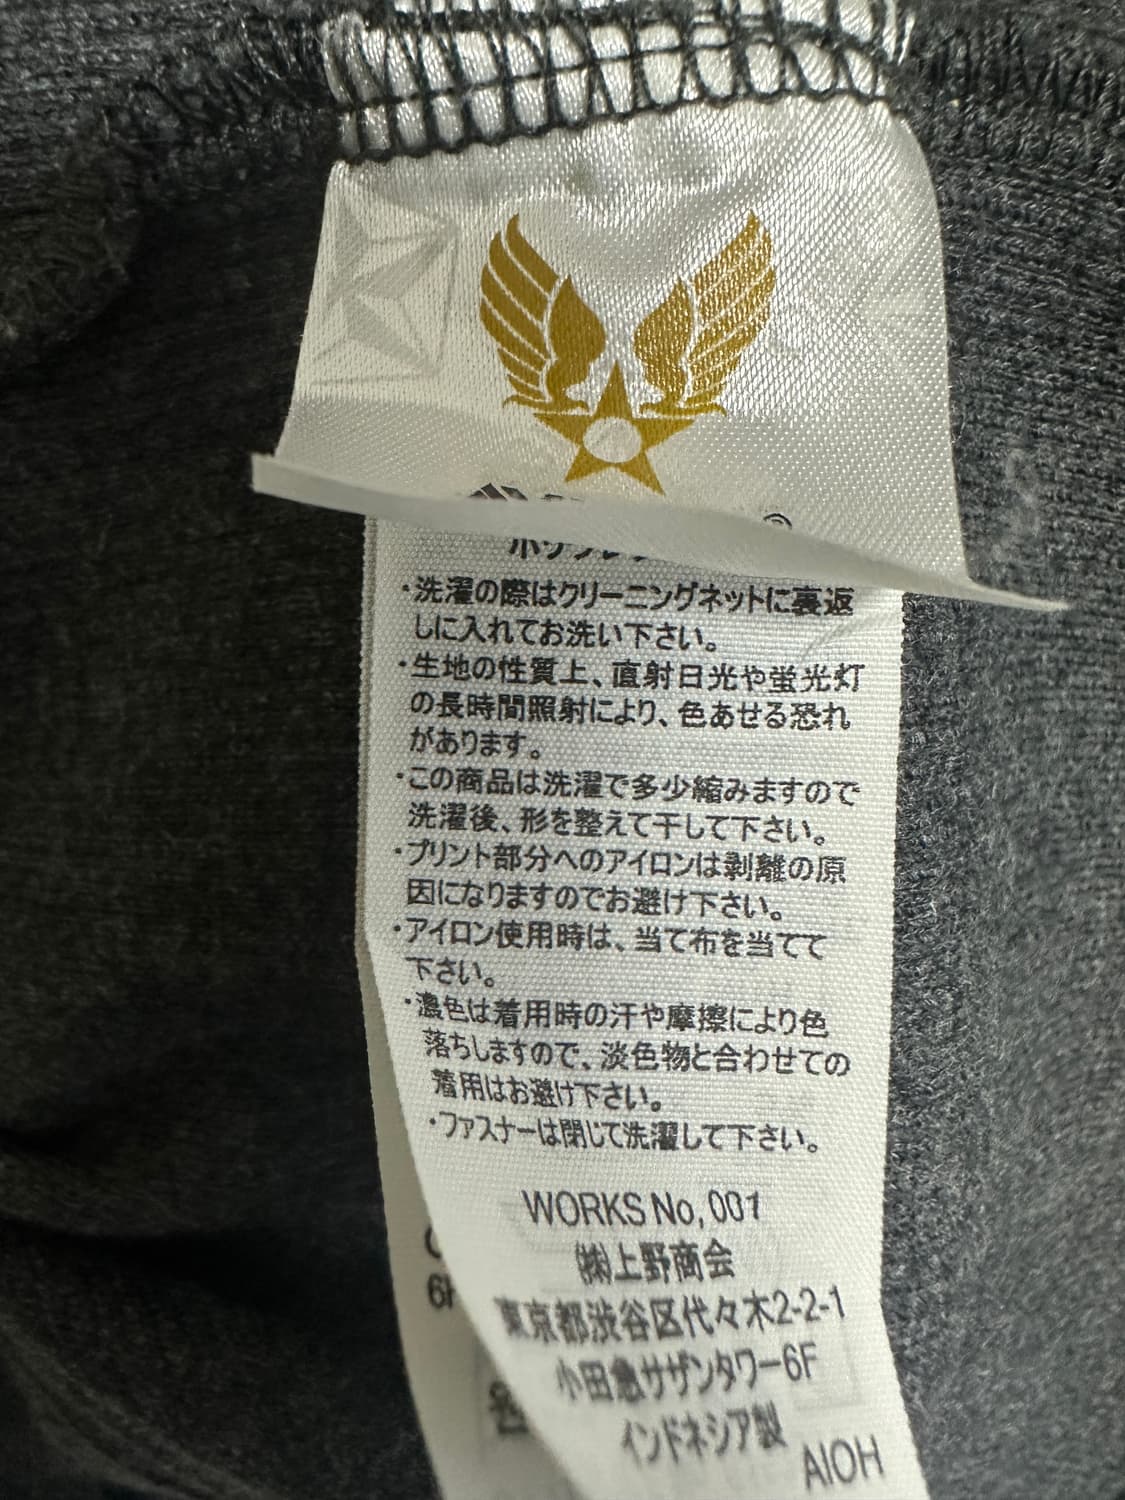 ®
・洗濯の際はクリーニングネットに裏返
しに入れてお洗い下さい。
・生地の性質上、直射日光や蛍光灯
の長時間照射により、色あせる恐れ
があります。
・この商品は洗濯で多少縮みますので
洗濯後、形を整えて干して下さい。
・プリント部分へのアイロンは剥離の原
因になりますのでお避け下さい。
・アイロン使用時は、当て布を当てて
下さい。
・濃色は着用時の汗や摩擦により色
落ちしますので、淡色物と合わせての
着用はお避け下さい。
・ファスナーは閉じて洗濯して下さい。
WORKS No,001
㈱上野商会
東京都渋谷区代々木2-2-1
小田急サザンタワー6F
インドネシア製
AIOH